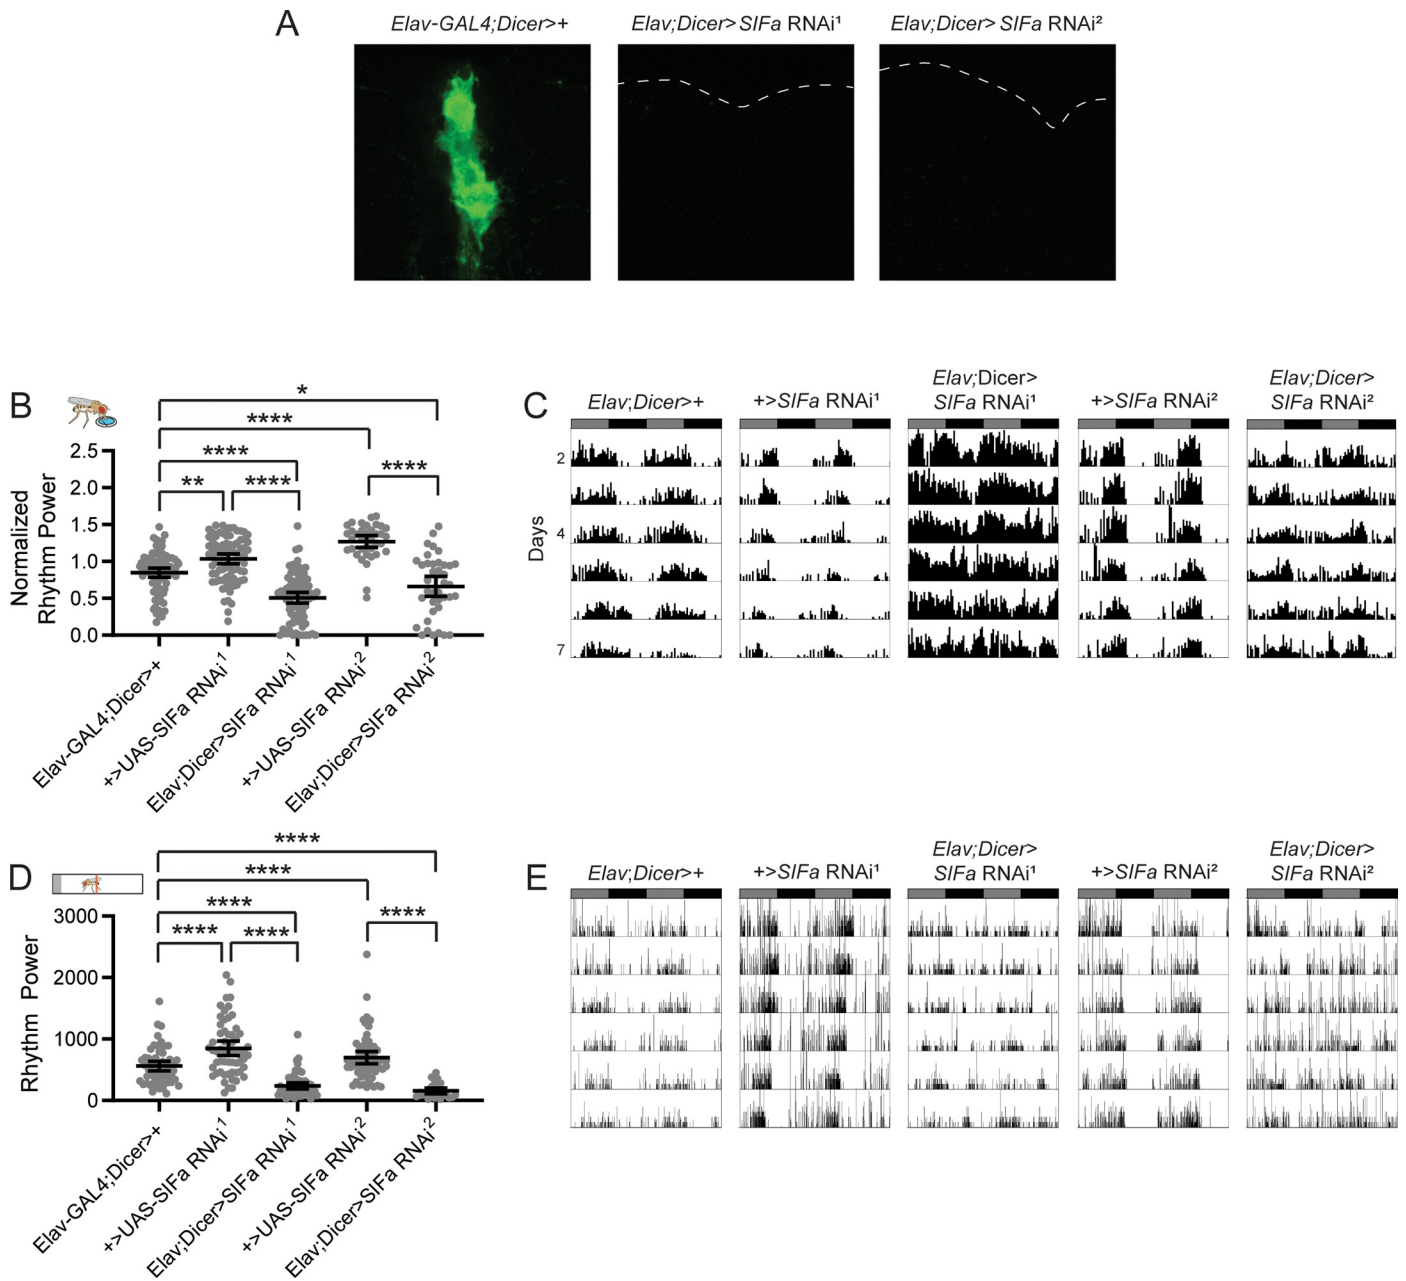 A
Elav-GAL4;Dicer>+
Elav;Dicer>SIFa RNAi¹
Elav;Dicer>SIFa RNAi²
B
*
****
****
** ****
****
Normalized
Rhythm Power
2.5
2.0
1.5
1.0
0.5
0.0
Elav-GAL4;Dicer>+
+>UAS-SIFa RNAi¹
Elav;Dicer>SIFa RNAi¹
+>UAS-SIFa RNAi²
Elav;Dicer>SIFa RNAi²
C
Elav;Dicer>+
+>SIFa RNAi¹
Elav;Dicer>
SIFa RNAi¹
+>SIFa RNAi²
Elav;Dicer>
SIFa RNAi²
Days
2
4
7
D
****
****
****
**** ****
****
Rhythm Power
3000
2000
1000
0
Elav-GAL4;Dicer>+
+>UAS-SIFa RNAi¹
Elav;Dicer>SIFa RNAi¹
+>UAS-SIFa RNAi²
Elav;Dicer>SIFa RNAi²
E
Elav;Dicer>+
+>SIFa RNAi¹
Elav;Dicer>
SIFa RNAi¹
+>SIFa RNAi²
Elav;Dicer>
SIFa RNAi²